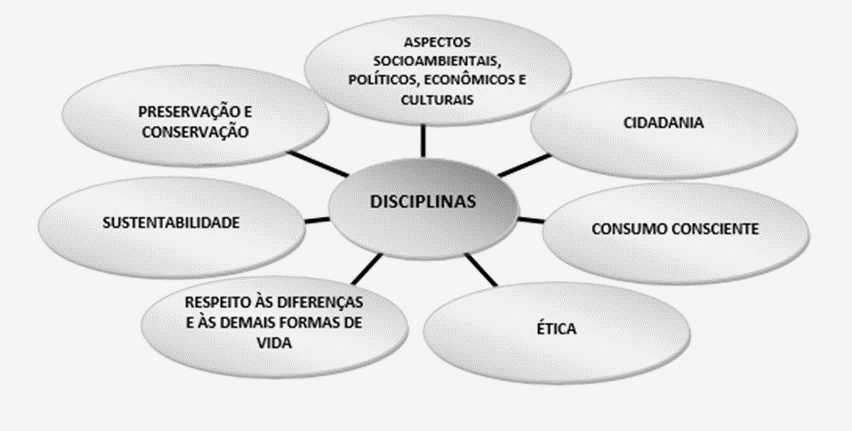 ASPECTOS
SOCIOAMBIENTAIS,
POLÍTICOS, ECONÔMICOS E
CULTURAIS
PRESERVAÇÃO E
CONSERVAÇÃO
CIDADANIA
DISCIPLINAS
SUSTENTABILIDADE
CONSUMO CONSCIENTE
RESPEITO ÀS DIFERENÇAS
E ÀS DEMAIS FORMAS DE
VIDA
ÉTICA